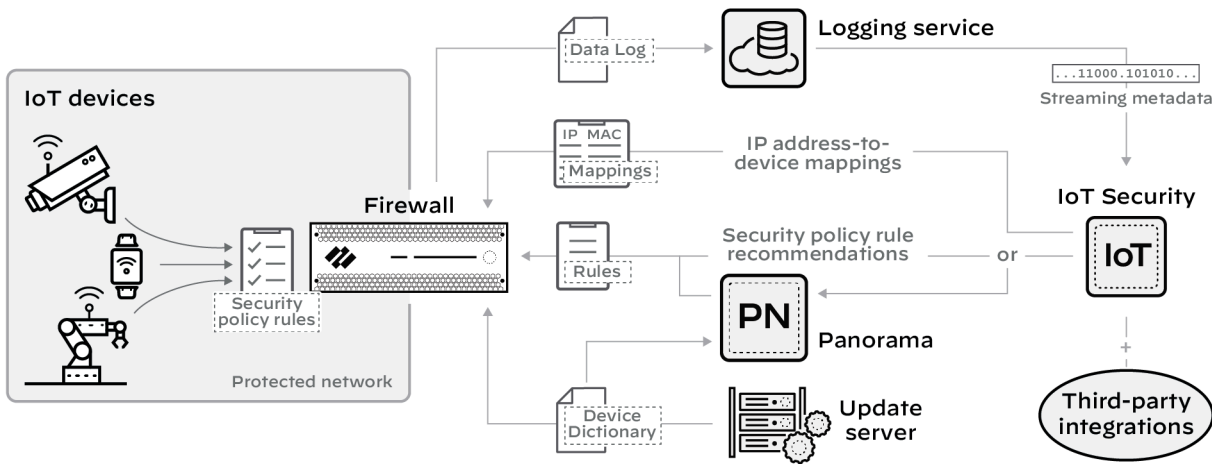 Data Log
Logging service
...11000.101010...
Streaming metadata
IoT devices
IP MAC
Mappings
IP address-to-
device mappings
IoT Security
IoT
Firewall
Security policy rule
recommendations
or
Rules
Security
policy rules
PN
Panorama
+
Protected network
Device
Dictionary
Update
server
Third-party
integrations